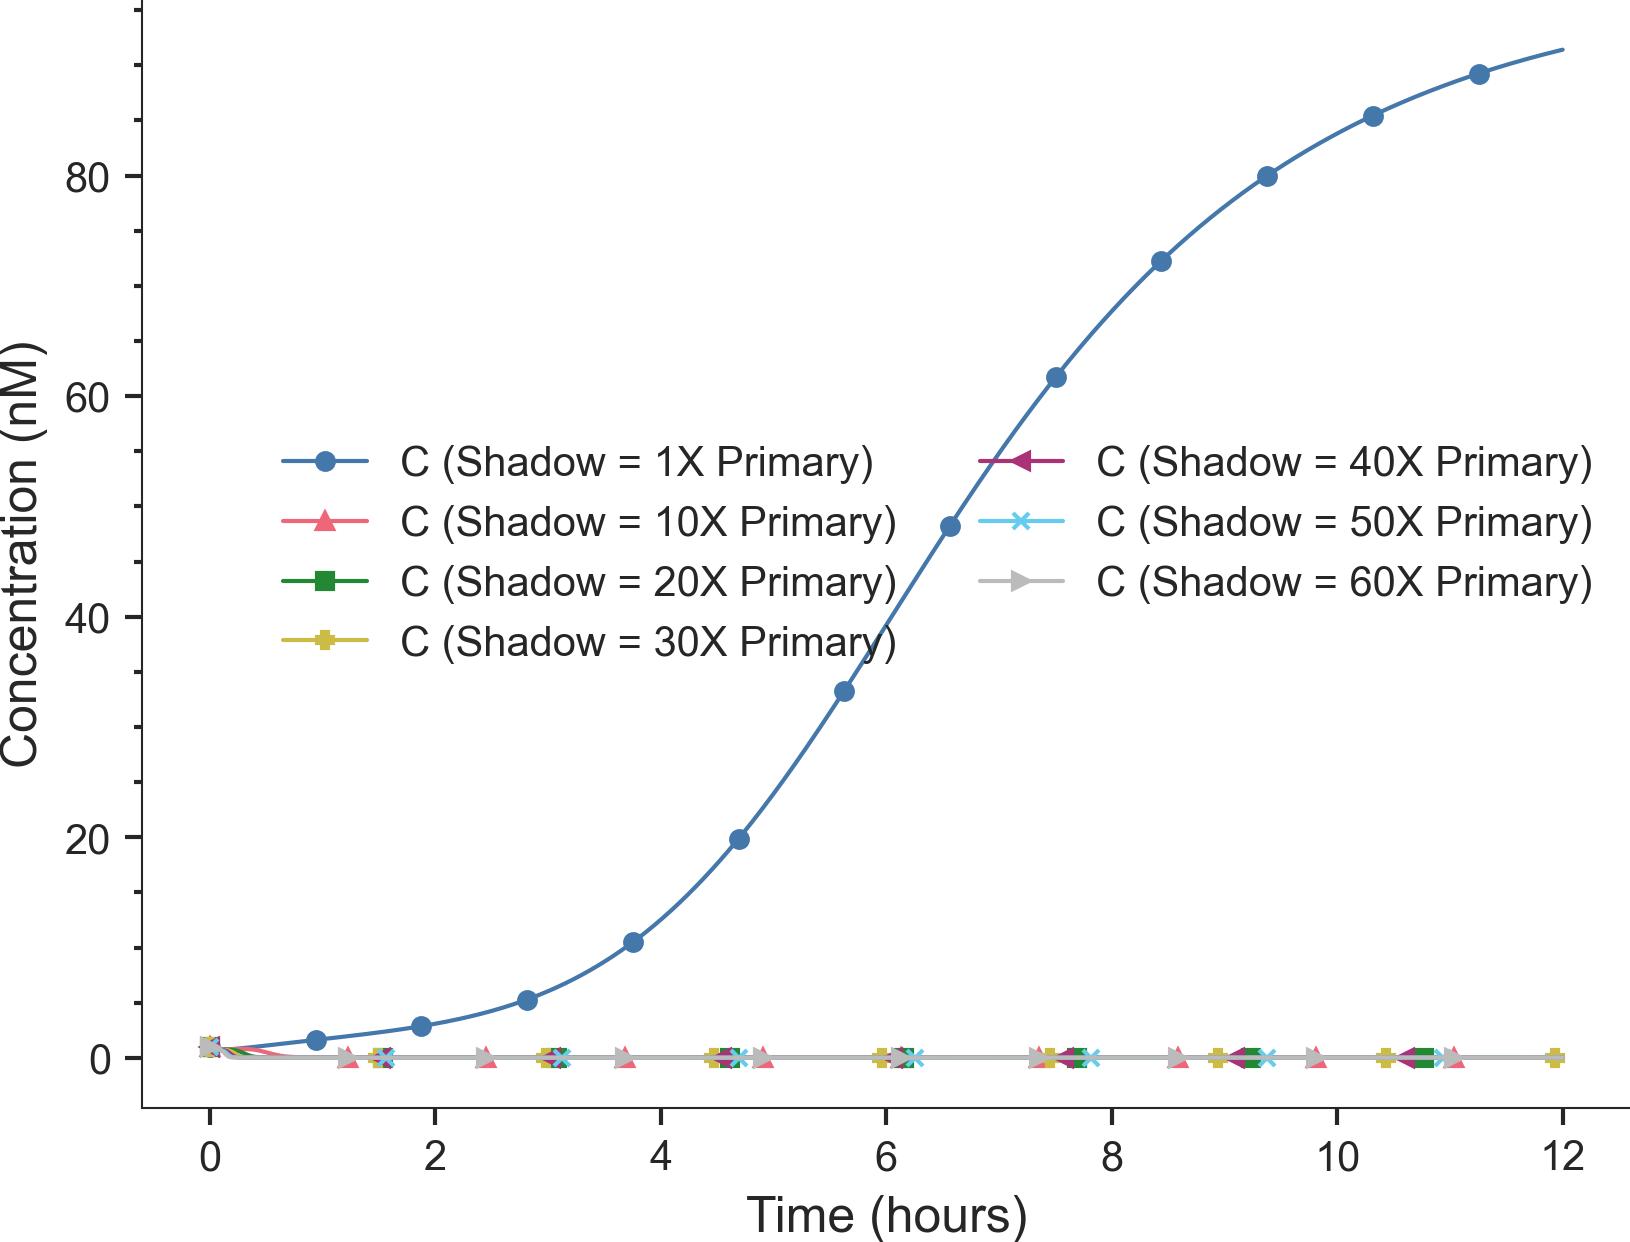 80
60
40
20
0
Concentration (nM)
C (Shadow = 1X Primary)
C (Shadow = 10X Primary)
C (Shadow = 20X Primary)
C (Shadow = 30X Primary)
C (Shadow = 40X Primary)
C (Shadow = 50X Primary)
C (Shadow = 60X Primary)
0 2 4 6 8 10 12
Time (hours)